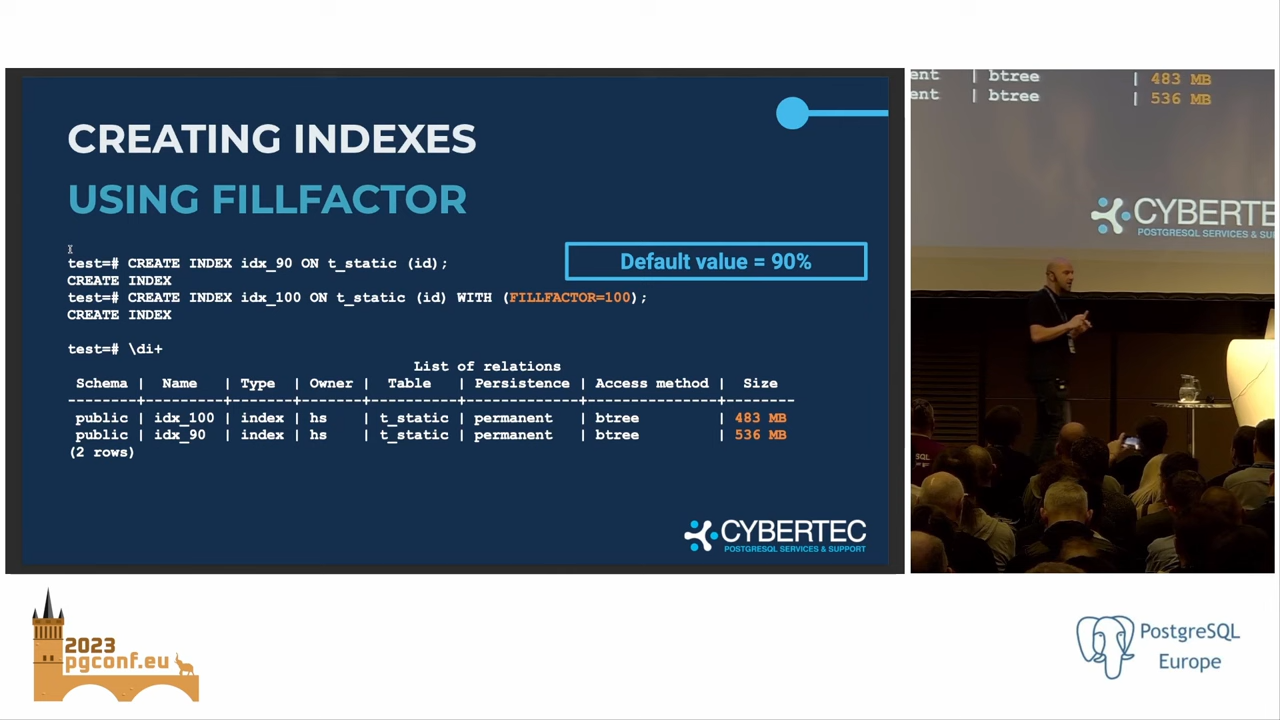 CREATING INDEXES
USING FILLFACTOR
Default value = 90%
test=# CREATE INDEX idx_90 ON t_static (id);
CREATE INDEX
test=# CREATE INDEX idx_100 ON t_static (id) WITH (FILLFACTOR=100);
CREATE INDEX
test=# \di+
List of relations
Schema | Name | Type | Owner | Table | Persistence | Access method | Size
--------+---------+-------+-------+----------+-------------+---------------+--------
public | idx_100 | index | hs | t_static | permanent | btree | 483 MB
public | idx_90 | index | hs | t_static | permanent | btree | 536 MB
(2 rows)
CYBERTEC
POSTGRESQL SERVICES & SUPPORT
ent | btree | 483 MB
ent | btree | 536 MB
CYBERTE
POSTGRESQL SERVICES & SU
SQL
2023
pgconf.eu
PostgreSQL
Europe